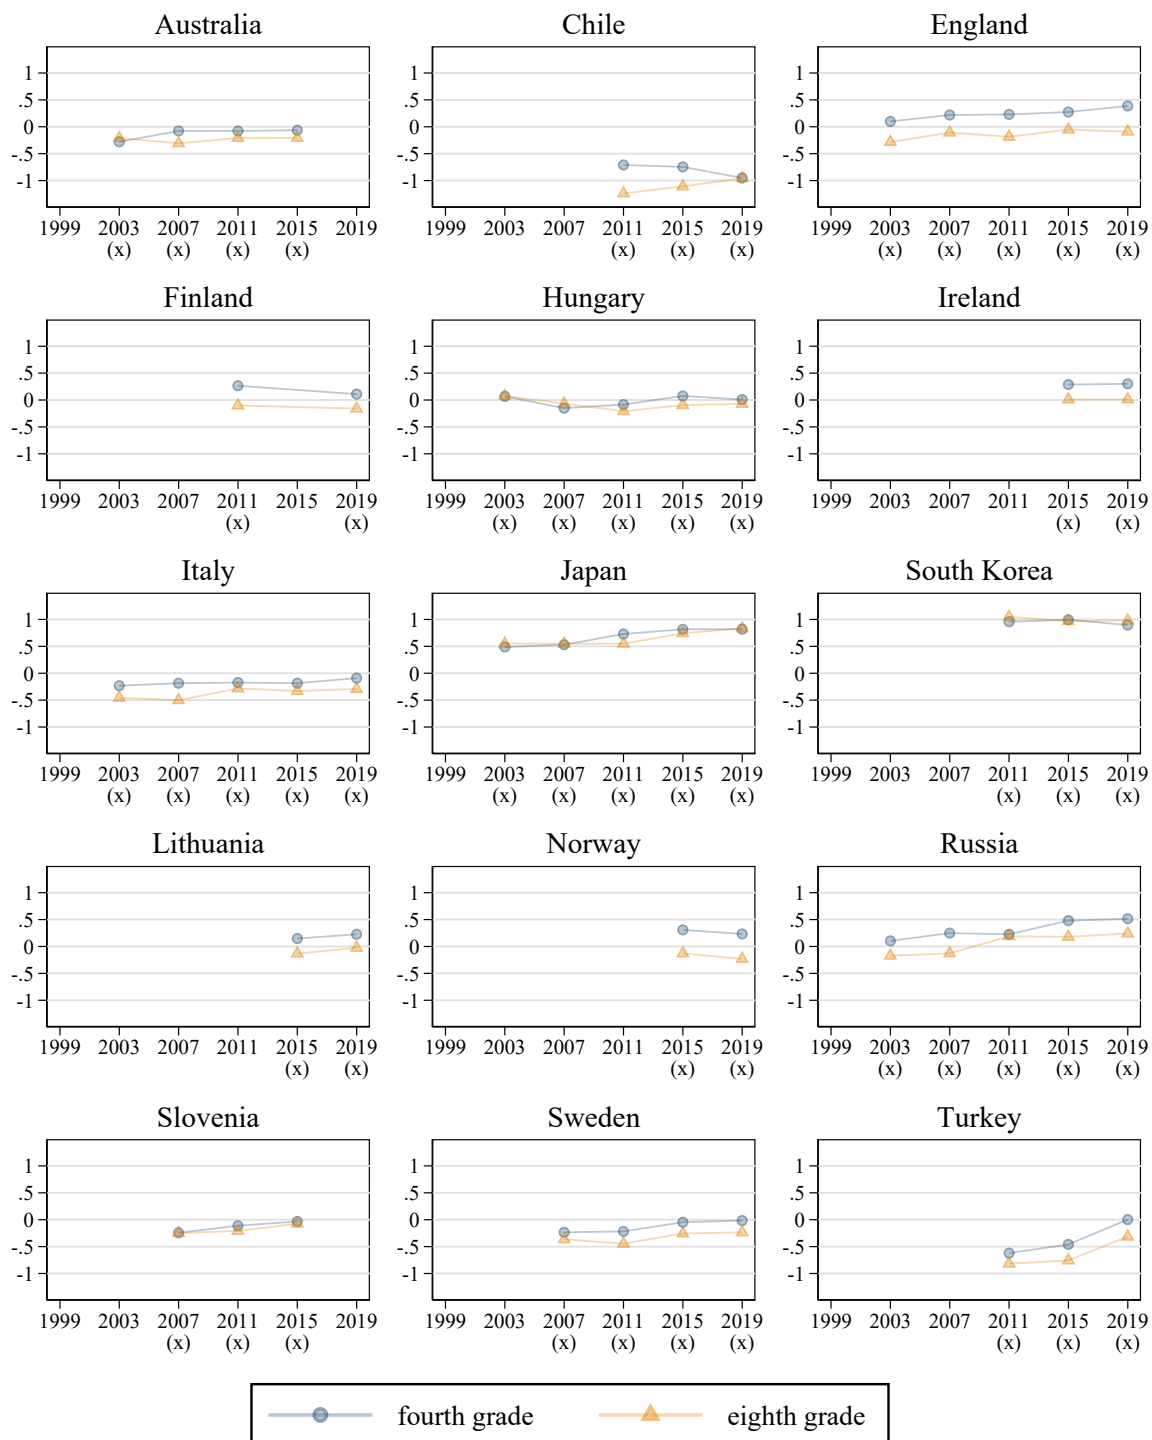 Australia Chile England
1 1 1
.5 .5 .5
0 0 0
-.5 -.5 -.5
-1 -1 -1
1999 2003 2007 2011 2015 2019 1999 2003 2007 2011 2015 2019 1999 2003 2007 2011 2015 2019
(x) (x) (x) (x) (x) (x) (x) (x) (x) (x) (x) (x)
Finland Hungary Ireland
1 1 1
.5 .5 .5
0 0 0
-.5 -.5 -.5
-1 -1 -1
1999 2003 2007 2011 2015 2019 1999 2003 2007 2011 2015 2019 1999 2003 2007 2011 2015 2019
(x) (x) (x) (x) (x) (x) (x) (x) (x)
Italy Japan South Korea
1 1 1
.5 .5 .5
0 0 0
-.5 -.5 -.5
-1 -1 -1
1999 2003 2007 2011 2015 2019 1999 2003 2007 2011 2015 2019 1999 2003 2007 2011 2015 2019
(x) (x) (x) (x) (x) (x) (x) (x) (x) (x) (x) (x) (x)
Lithuania Norway Russia
1 1 1
.5 .5 .5
0 0 0
-.5 -.5 -.5
-1 -1 -1
1999 2003 2007 2011 2015 2019 1999 2003 2007 2011 2015 2019 1999 2003 2007 2011 2015 2019
(x) (x) (x) (x) (x) (x) (x) (x) (x)
Slovenia Sweden Turkey
1 1 1
.5 .5 .5
0 0 0
-.5 -.5 -.5
-1 -1 -1
1999 2003 2007 2011 2015 2019 1999 2003 2007 2011 2015 2019 1999 2003 2007 2011 2015 2019
(x) (x) (x) (x) (x) (x) (x) (x) (x) (x)
fourth grade eighth grade